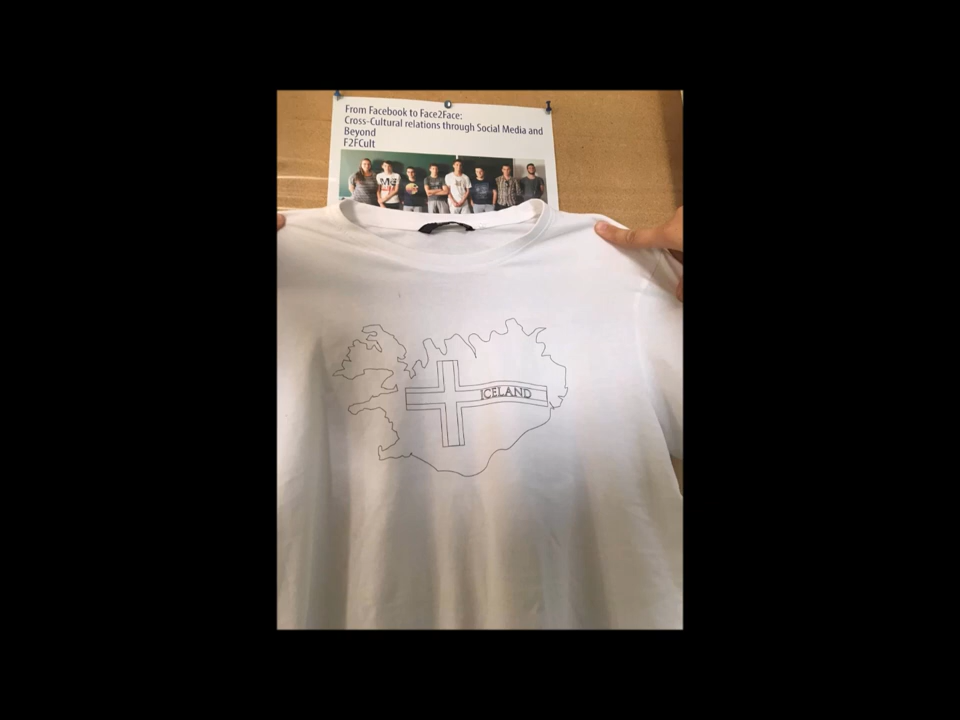 From Facebook to Face2Face:
Cross-Cultural relations through Social Media and
Beyond
F2FCult
ICELAND